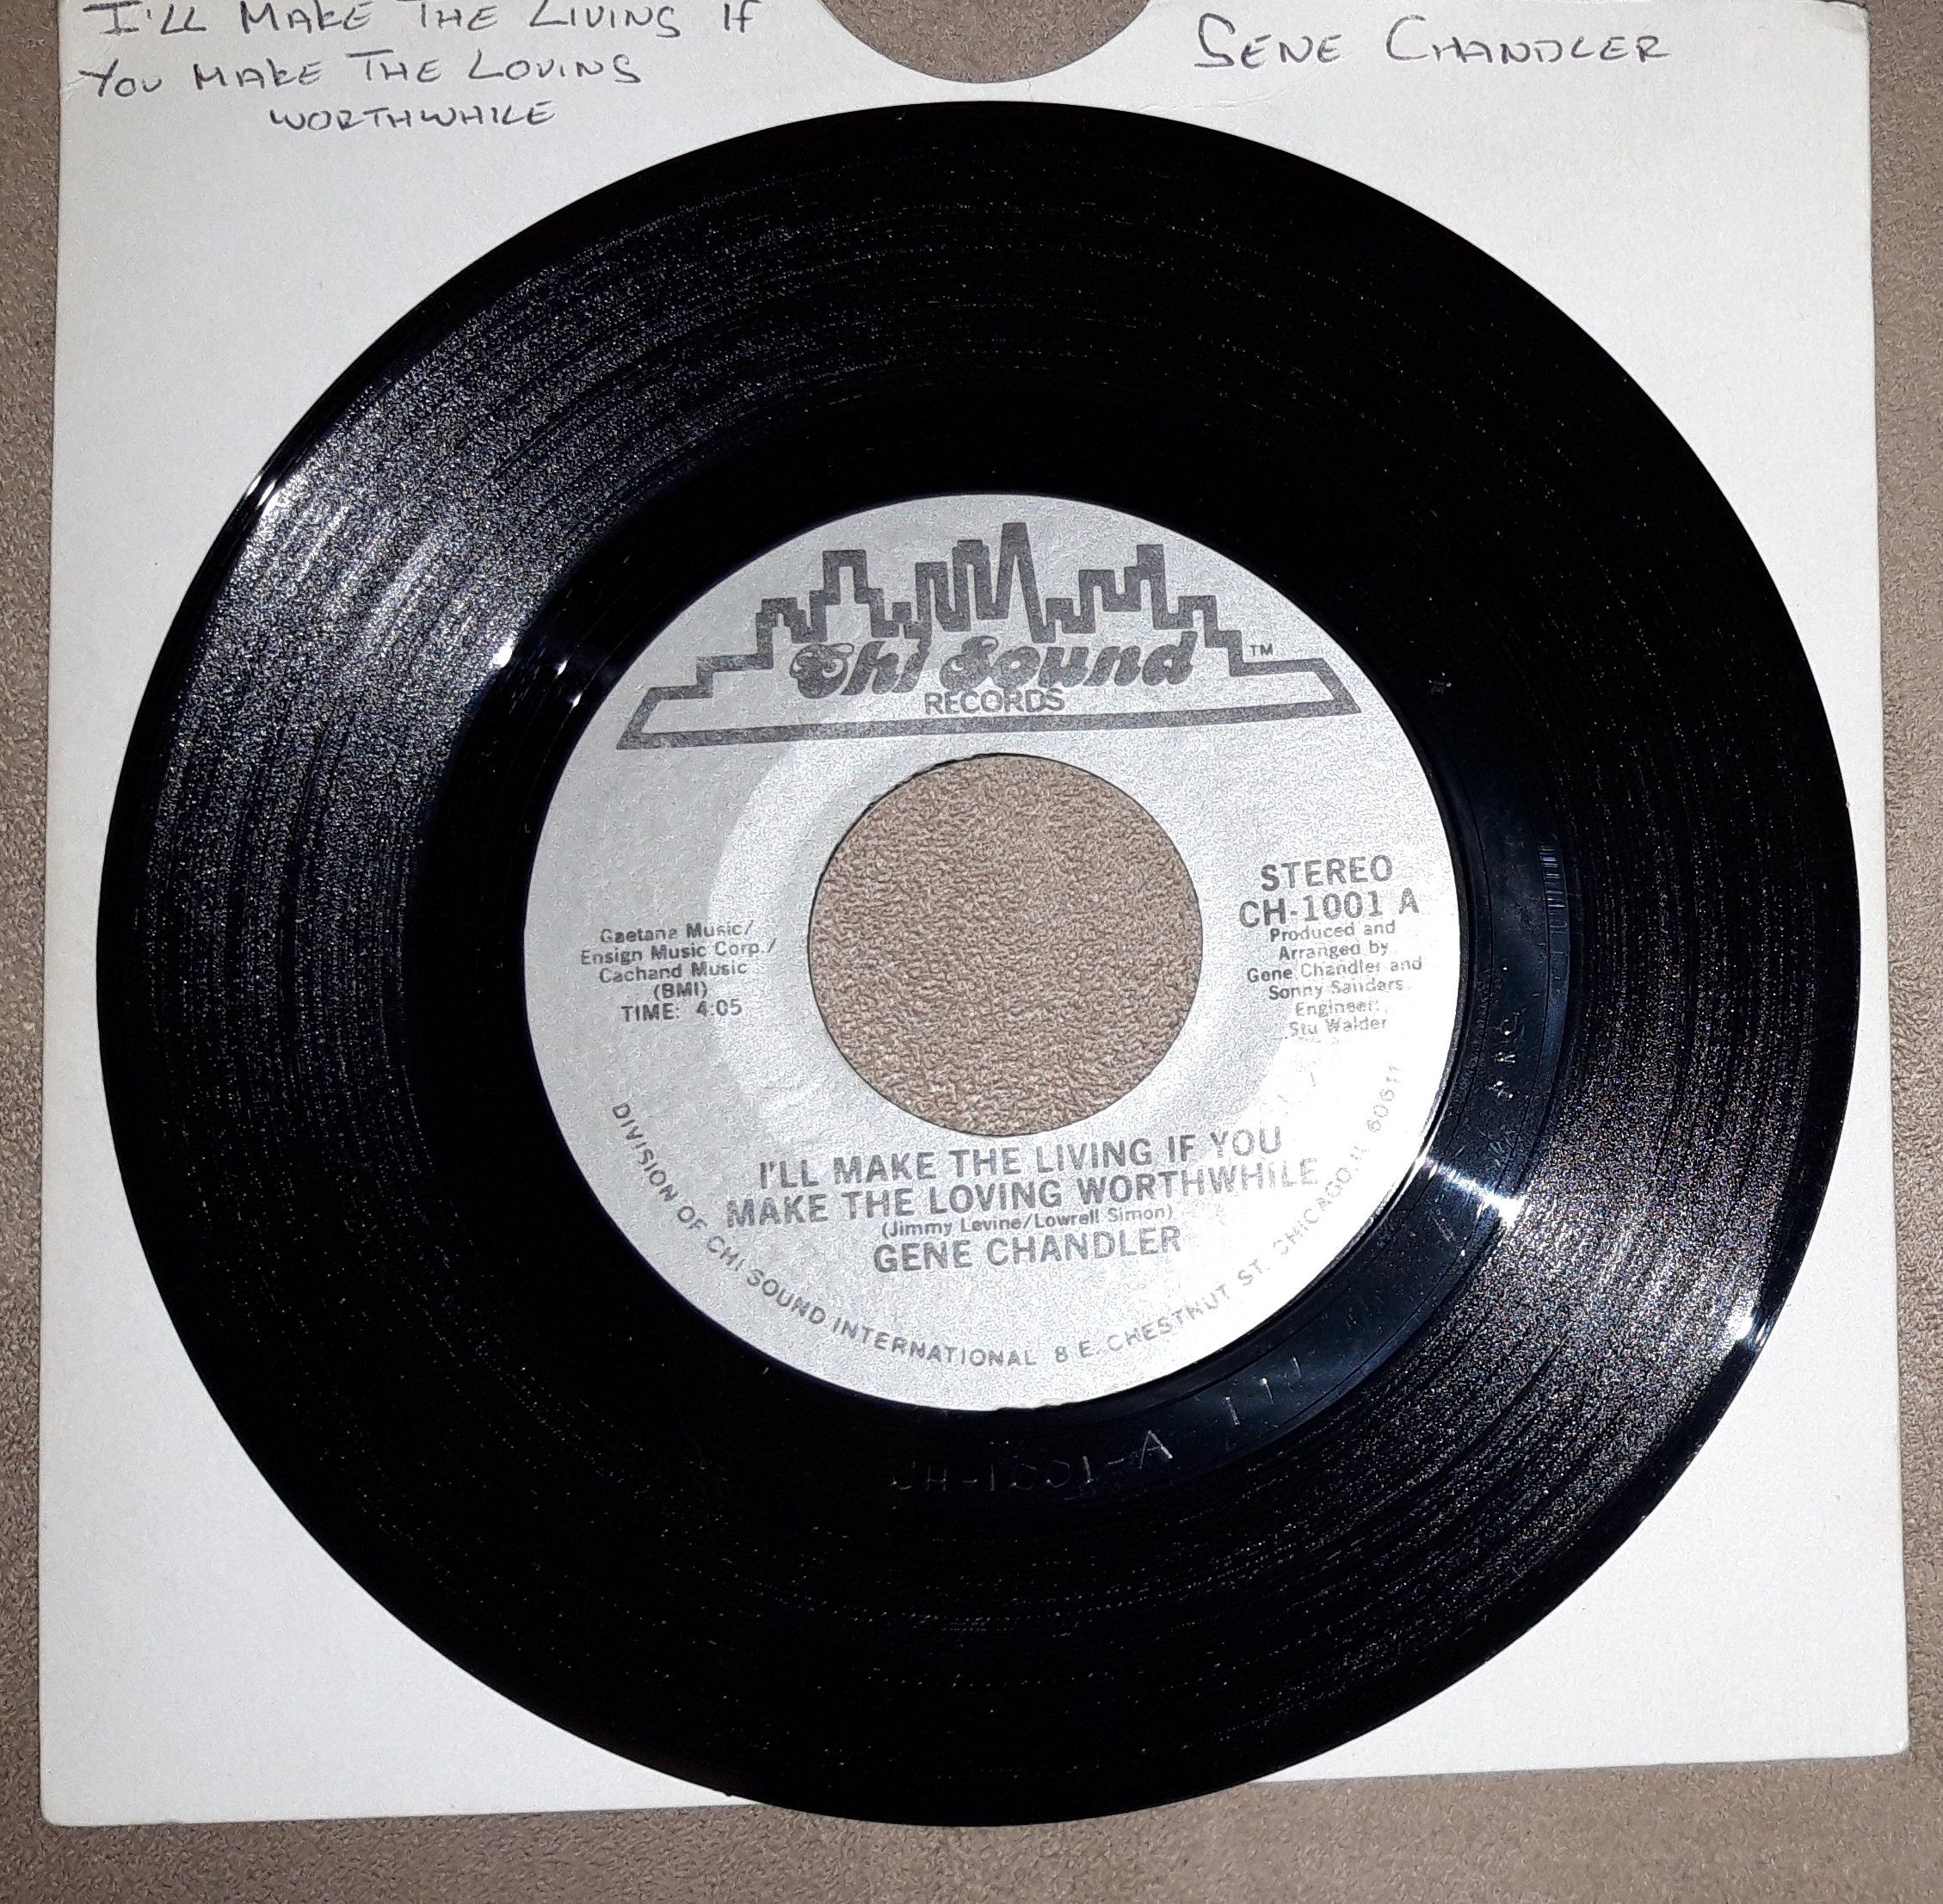 I'LL MAKE THE LIVING IF
YOU MAKE THE LOVING
WORTHWHILE
GENE CHANDLER
Chi Sound
TM
RECORDS
STEREO
CH-1001 A
Produced and
Arranged by
Gene Chandler and
Sonny Sanders
Engineer:
Stu Walder
Gaetana Music/
Ensign Music Corp./
Cachand Music
(BMI)
TIME: 4:05
I'LL MAKE THE LIVING IF YOU
MAKE THE LOVING WORTHWHILE
(Jimmy Levine/Lowrell Simon)
GENE CHANDLER
DIVISION OF CHI SOUND INTERNATIONAL 8 E. CHESTNUT ST. CHICAGO, IL 60611
CH-1001-A